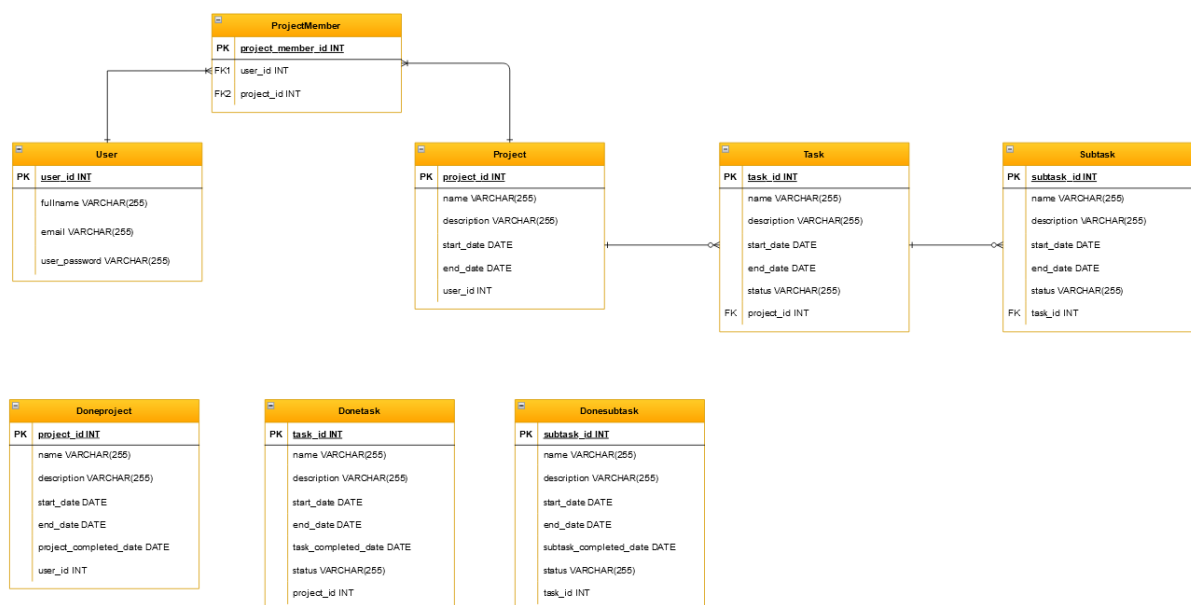 ProjectMember
PK project_member_id INT
FK1 user_id INT
FK2 project_id INT
User
PK user_id INT
fullname VARCHAR(255)
email VARCHAR(255)
user_password VARCHAR(255)
Project
PK project_id INT
name VARCHAR(255)
description VARCHAR(255)
start_date DATE
end_date DATE
user_id INT
Task
PK task_id INT
name VARCHAR(255)
description VARCHAR(255)
start_date DATE
end_date DATE
status VARCHAR(255)
FK project_id INT
Subtask
PK subtask_id INT
name VARCHAR(255)
description VARCHAR(255)
start_date DATE
end_date DATE
status VARCHAR(255)
FK task_id INT
Doneproject
PK project_id INT
name VARCHAR(255)
description VARCHAR(255)
start_date DATE
end_date DATE
project_completed_date DATE
user_id INT
Donetask
PK task_id INT
name VARCHAR(255)
description VARCHAR(255)
start_date DATE
end_date DATE
task_completed_date DATE
status VARCHAR(255)
project_id INT
Donesubtask
PK subtask_id INT
name VARCHAR(255)
description VARCHAR(255)
start_date DATE
end_date DATE
subtask_completed_date DATE
status VARCHAR(255)
task_id INT